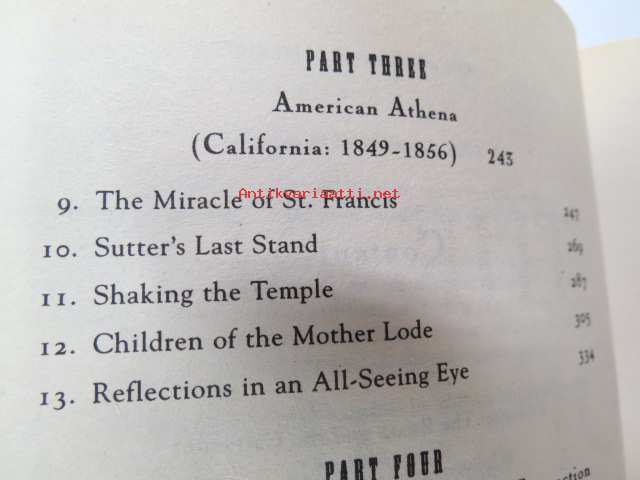 PART THREE
American Athena
(California: 1849-1856) 243
Antikvariaatti.net
9. The Miracle of St. Francis 247
10. Sutter's Last Stand 269
11. Shaking the Temple 287
12. Children of the Mother Lode 305
13. Reflections in an All-Seeing Eye 334
PART FOUR